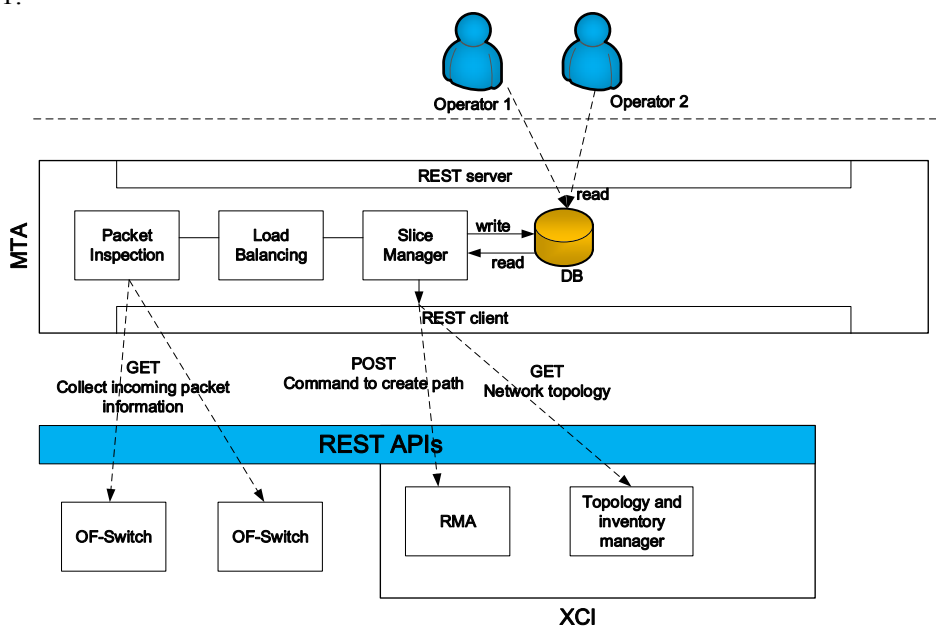 1.
Operator 1
Operator 2
REST server
read
MTA
Packet
Inspection
Load
Balancing
Slice
Manager
write
read
DB
REST client
GET
Collect incoming packet
information
POST
Command to create path
GET
Network topology
REST APIs
OF-Switch
OF-Switch
RMA
Topology and
inventory
manager
XCI